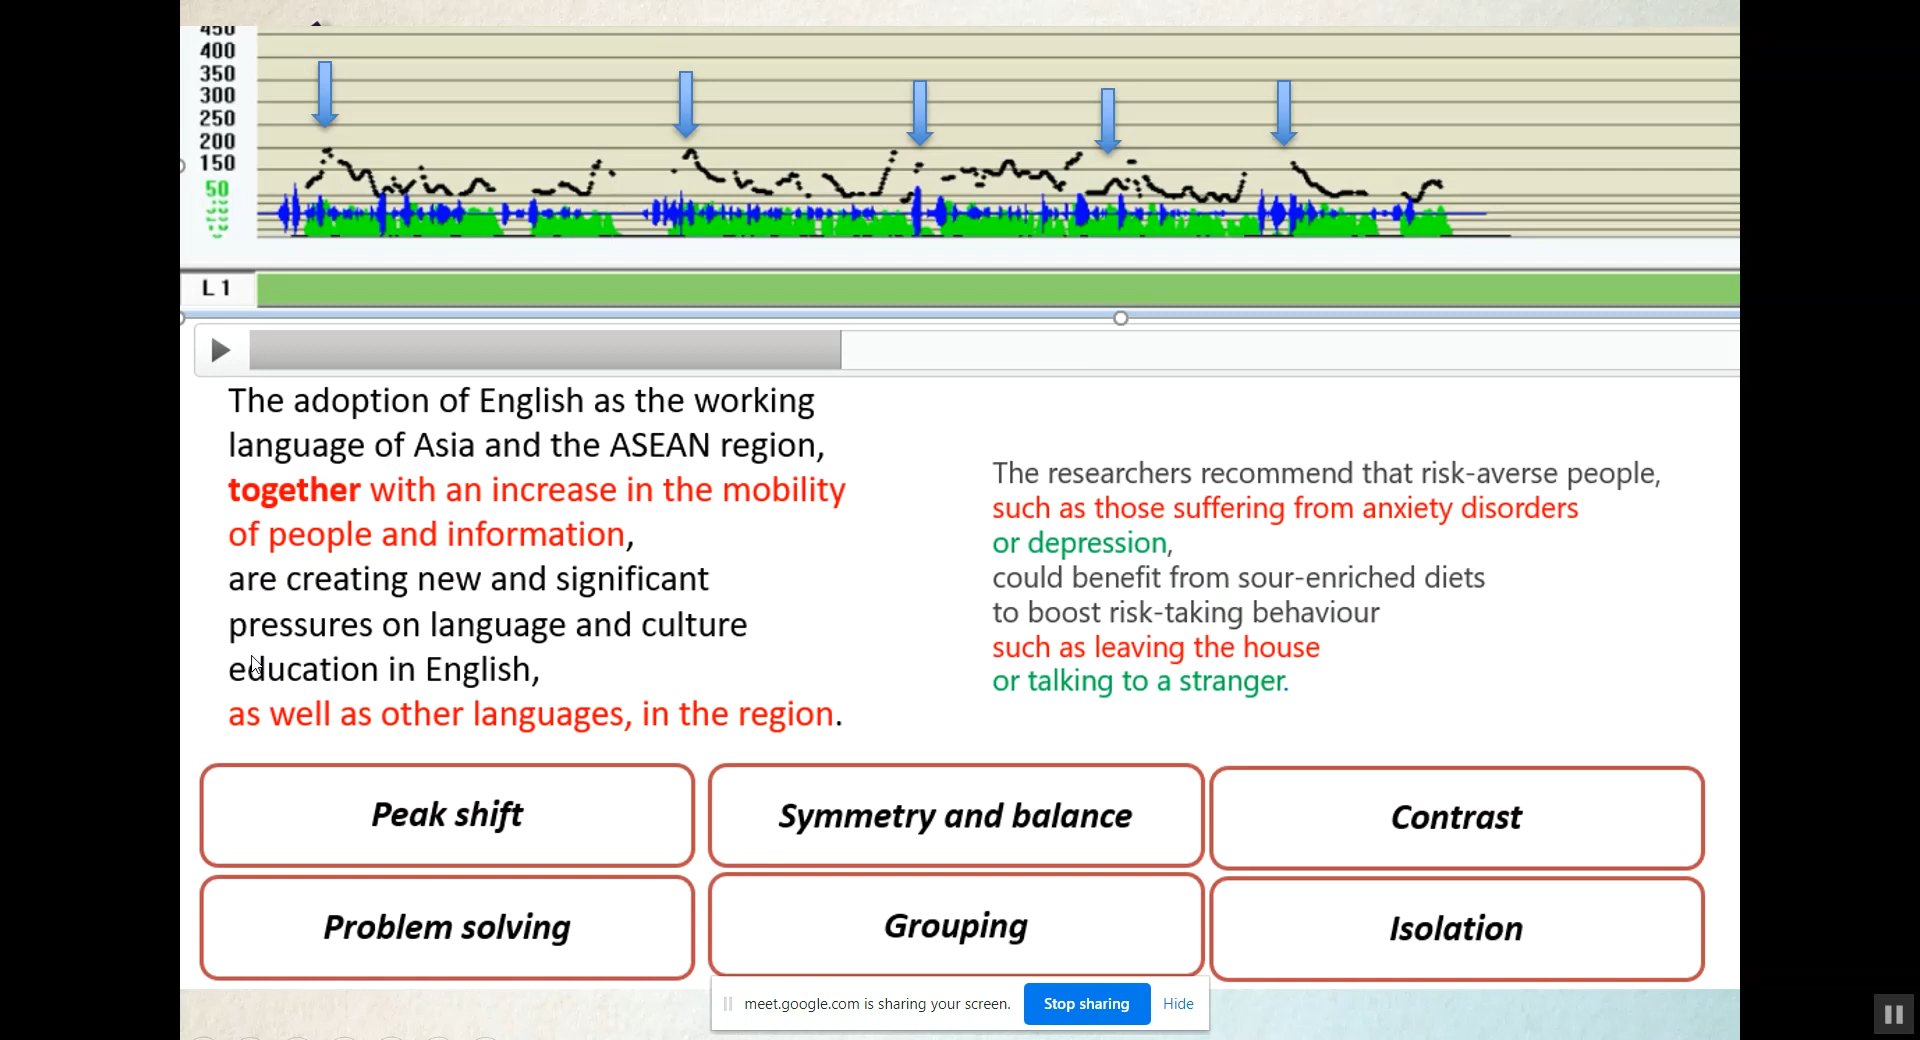 450
400
350
300
250
200
150
50
L 1
The adoption of English as the working
language of Asia and the ASEAN region,
together with an increase in the mobility
of people and information,
are creating new and significant
pressures on language and culture
education in English,
as well as other languages, in the region.
The researchers recommend that risk-averse people,
such as those suffering from anxiety disorders
or depression,
could benefit from sour-enriched diets
to boost risk-taking behaviour
such as leaving the house
or talking to a stranger.
Peak shift
Symmetry and balance
Contrast
Problem solving
Grouping
Isolation
meet.google.com is sharing your screen.
Stop sharing
Hide